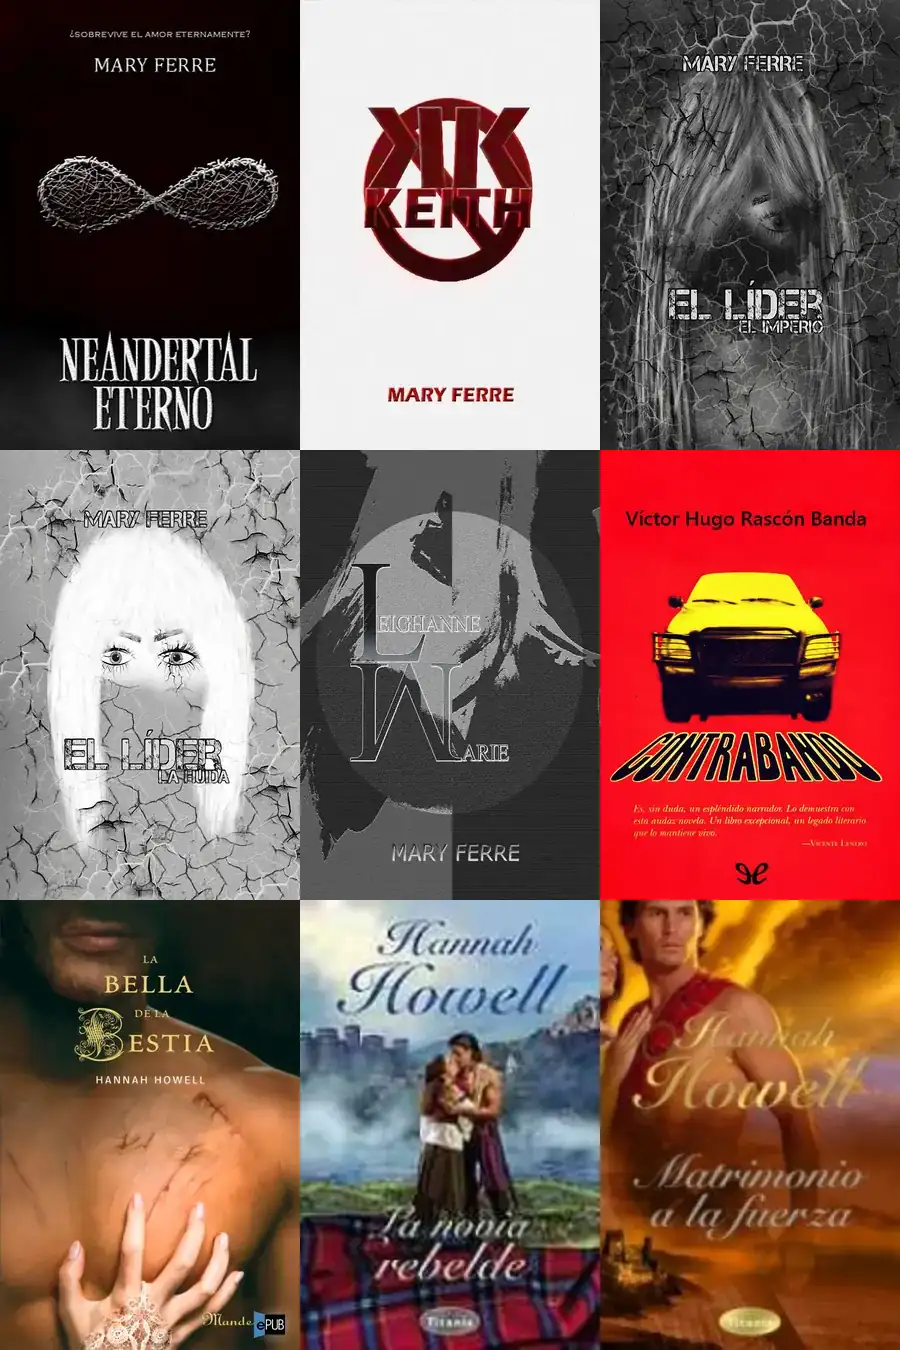 ¿SOBREVIVE EL AMOR ETERNAMENTE?
MARY FERRE
NEANDERTAL
ETERNO
KK
KEITH
MARY FERRE
MARY FERRE
EL LÍDER
EL IMPERIO
MARY FERRE
EL LÍDER
LA HUIDA
LEIGHANNE
MARIE
MARY FERRE
Víctor Hugo Rascón Banda
CONTRABANDO
Es, sin duda, un espléndido narrador. Lo demuestra con
esta audaz novela. Un libro excepcional, un legado literario
que lo mantiene vivo.
—VICENTE LEÑERO
LA
BELLA
DE LA
BESTIA
HANNAH HOWELL
Mande ePUB
Hannah
Howell
La novia
rebelde
Titania
Hannah
Howell
Matrimonio
a la fuerza
Titania